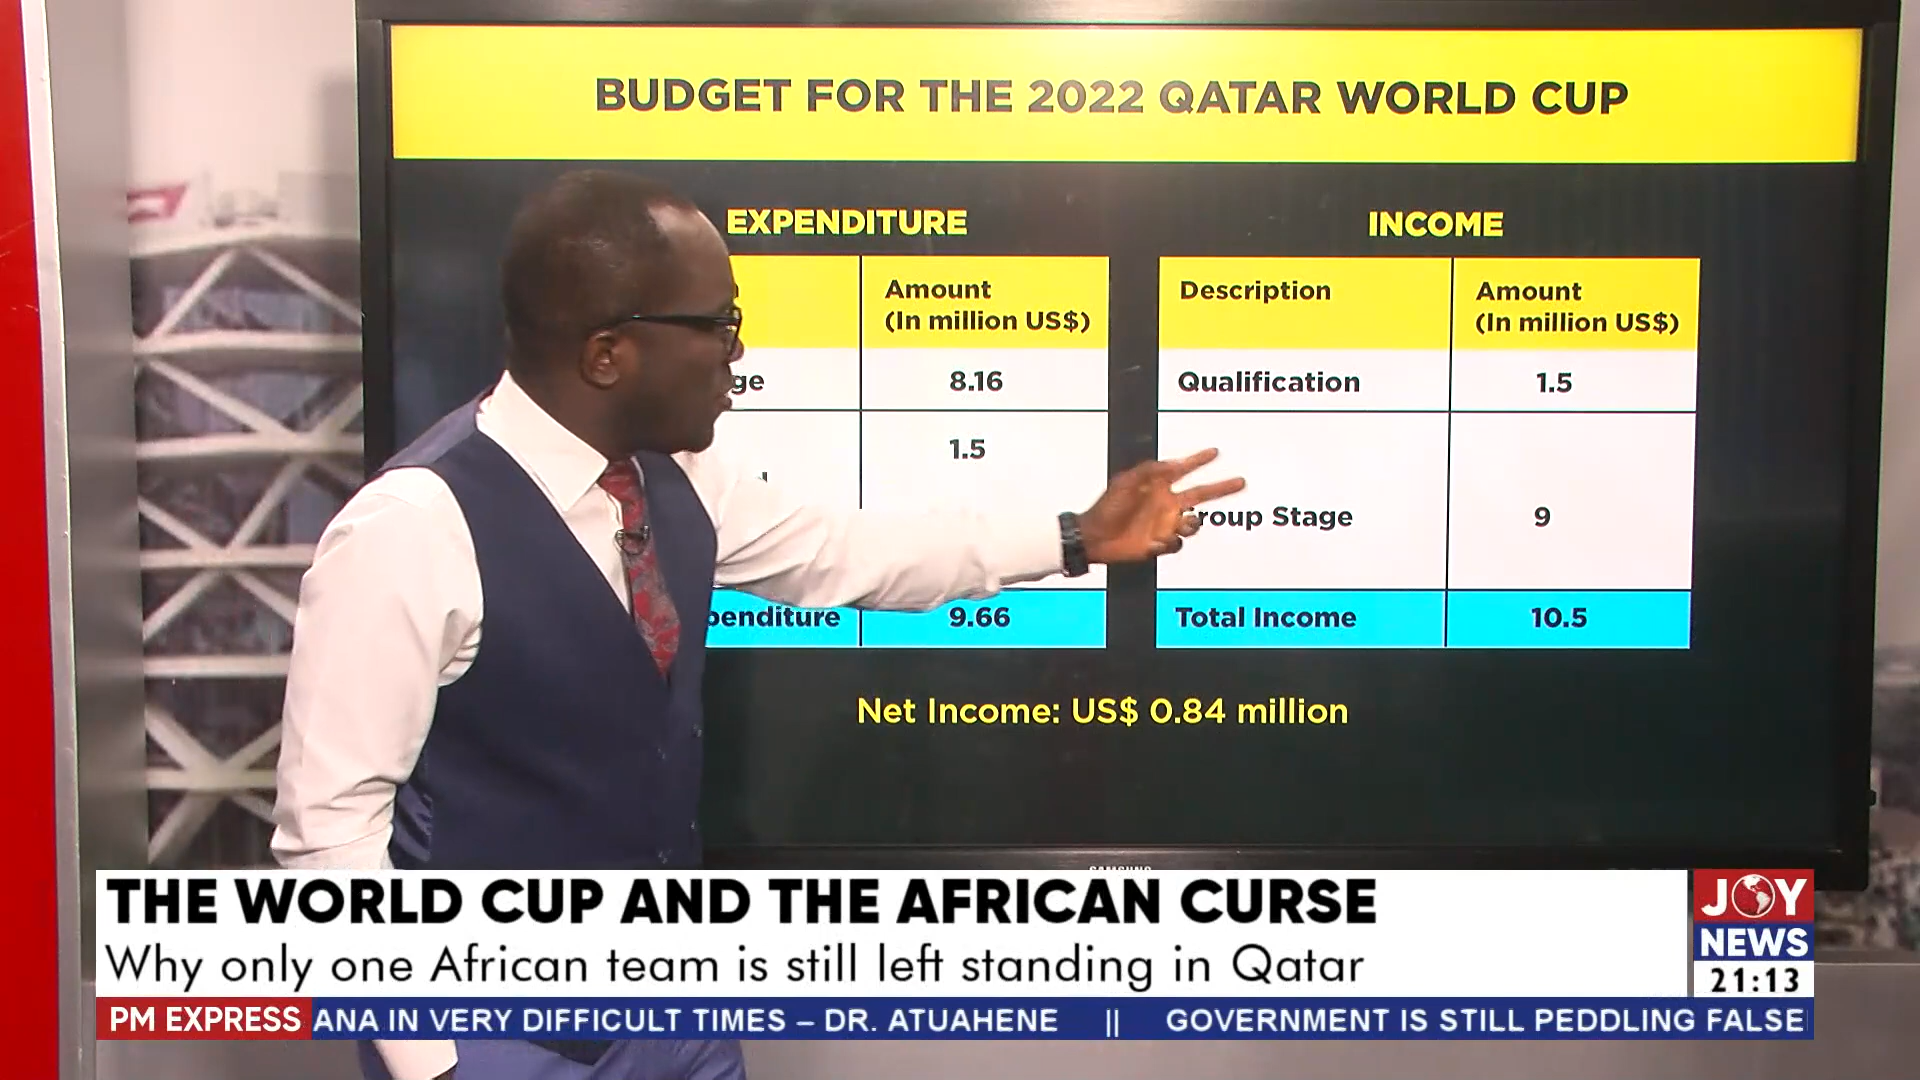 BUDGET FOR THE 2022 QATAR WORLD CUP
EXPENDITURE
Amount
(In million US$)
ge 8.16
1.5
penditure 9.66
INCOME
Description Amount
(In million US$)
Qualification 1.5
Group Stage 9
Total Income 10.5
Net Income: US$ 0.84 million
SAMSUNG
THE WORLD CUP AND THE AFRICAN CURSE
Why only one African team is still left standing in Qatar
JOY
NEWS
21:13
PM EXPRESS ANA IN VERY DIFFICULT TIMES – DR. ATUAHENE || GOVERNMENT IS STILL PEDDLING FALSE